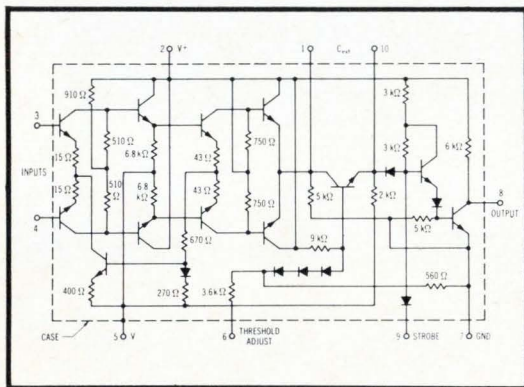 2 V+
1
C_ext
10
910 Ω
3 kΩ
3
510 Ω
6.8 kΩ
750 Ω
3 kΩ
6 kΩ
15 Ω
43 Ω
INPUTS
15 Ω
510 Ω
6.8 kΩ
43 Ω
750 Ω
5 kΩ
2 kΩ
8
OUTPUT
4
670 Ω
9 kΩ
5 kΩ
400 Ω
270 Ω
3.6 kΩ
560 Ω
CASE
5 V
6
THRESHOLD
ADJUST
9 STROBE
7 GND